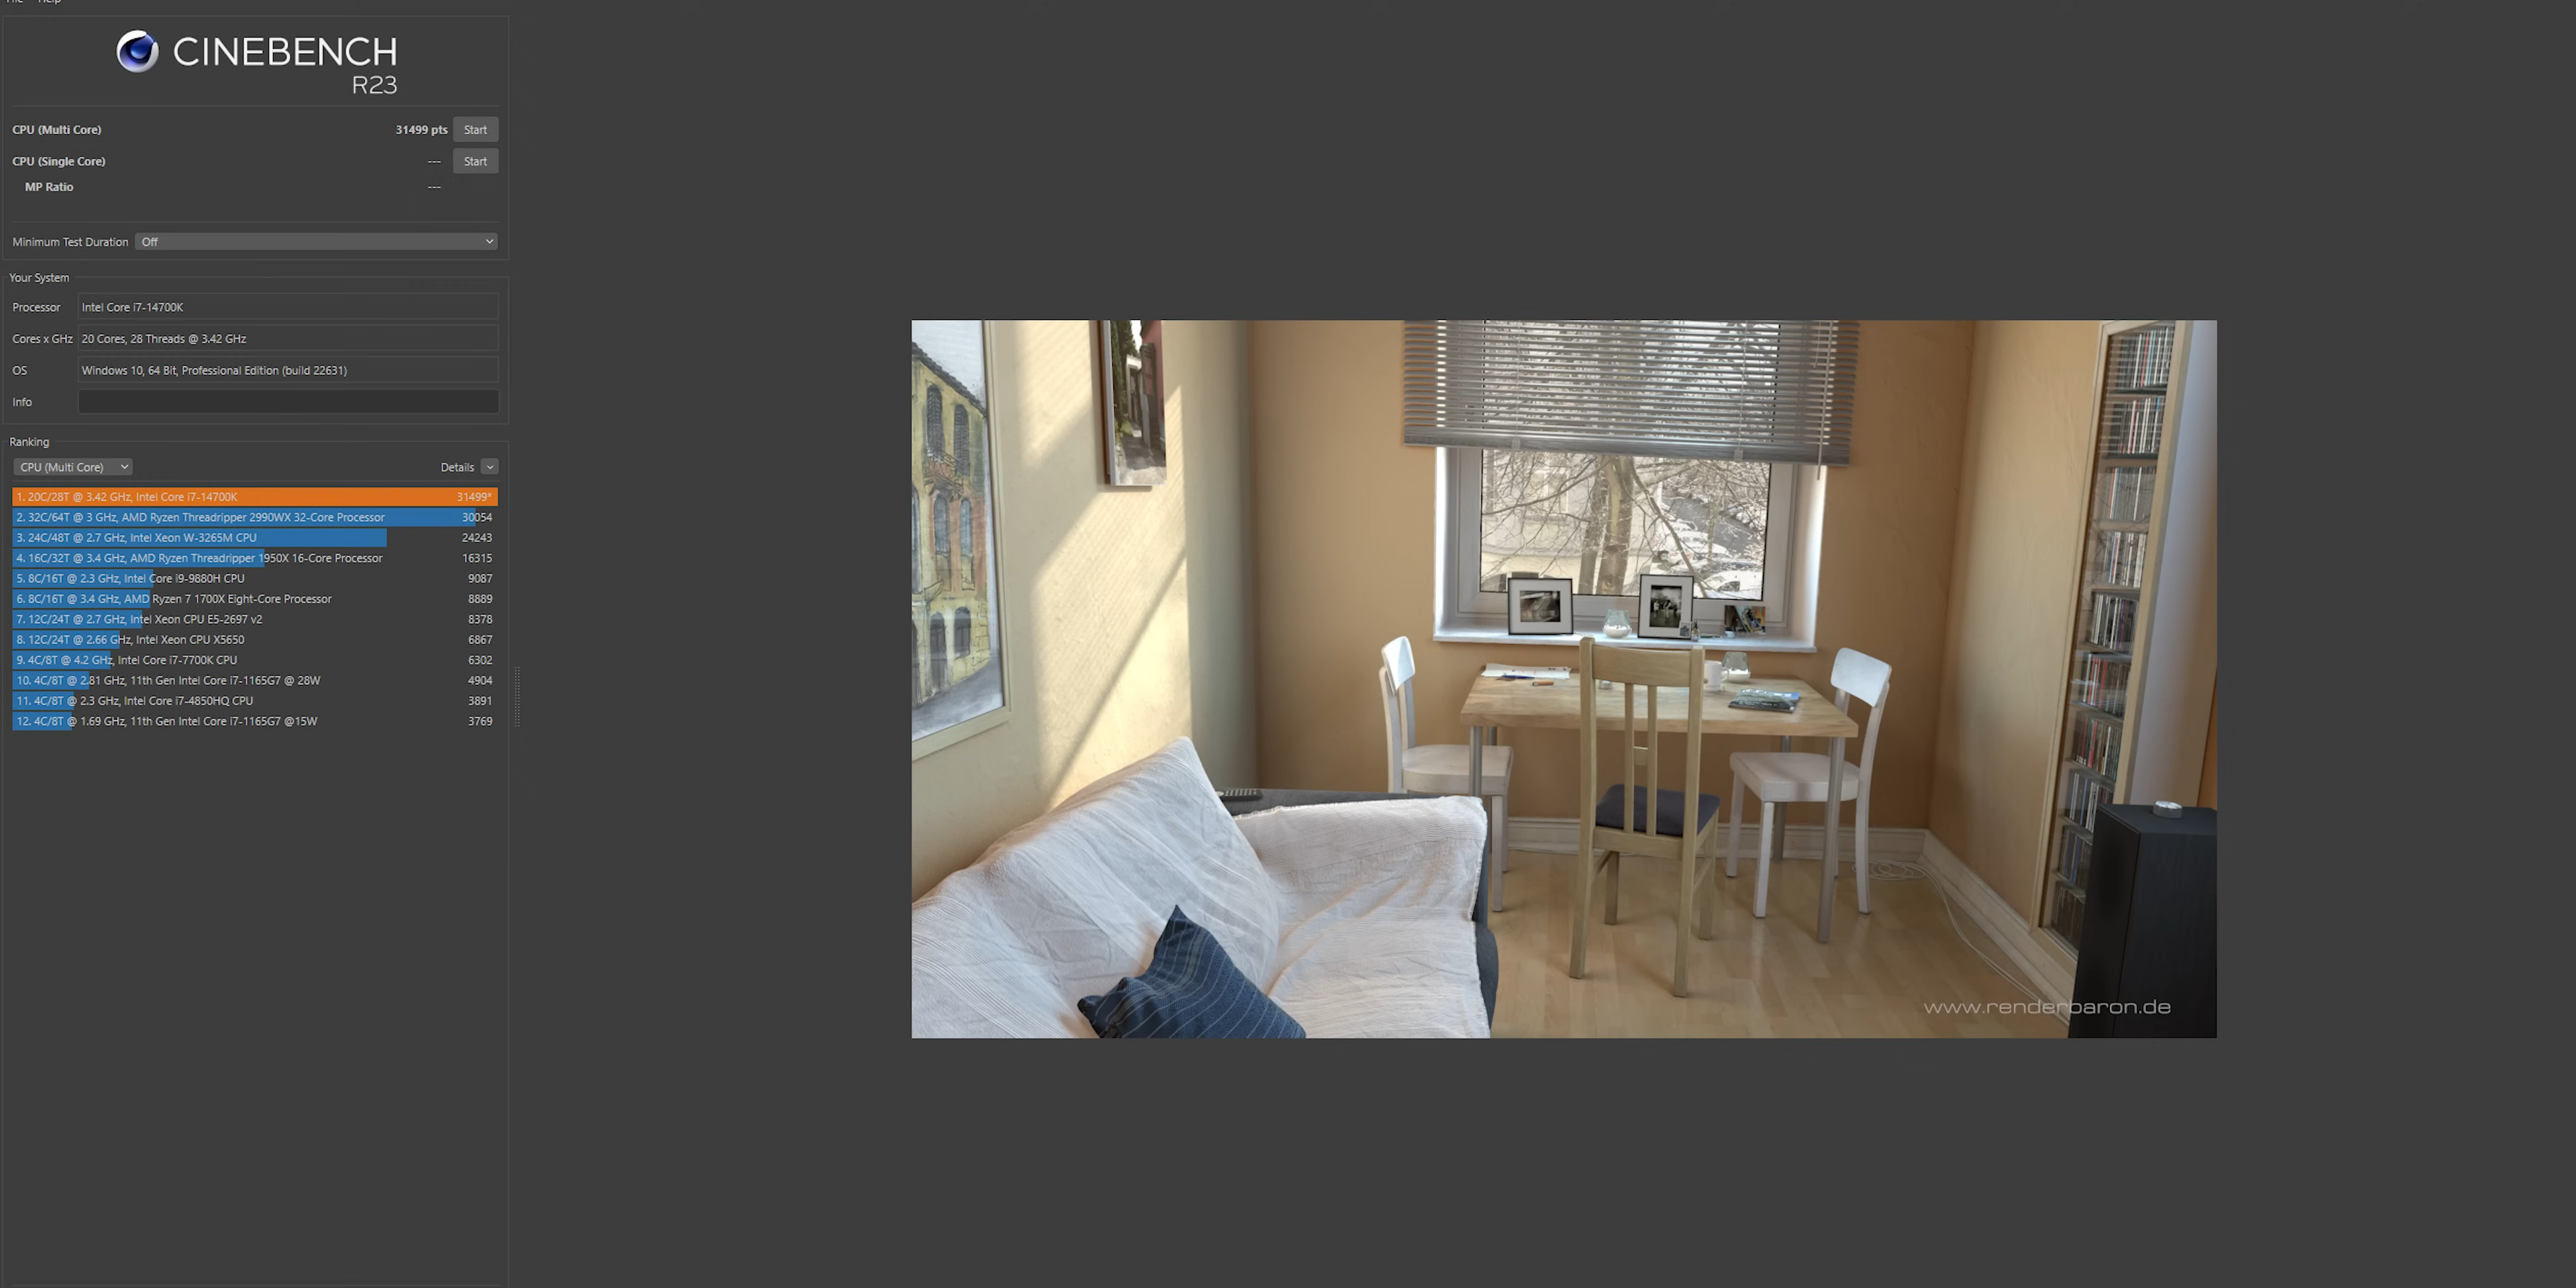 File Help
CINEBENCH
R23
CPU (Multi Core) 31499 pts Start
CPU (Single Core) --- Start
MP Ratio ---
Minimum Test Duration Off
Your System
Processor Intel Core i7-14700K
Cores x GHz 20 Cores, 28 Threads @ 3.42 GHz
OS Windows 10, 64 Bit, Professional Edition (build 22631)
Info
Ranking
CPU (Multi Core) Details
1. 20C/28T @ 3.42 GHz, Intel Core i7-14700K 31499*
2. 32C/64T @ 3 GHz, AMD Ryzen Threadripper 2990WX 32-Core Processor 30054
3. 24C/48T @ 2.7 GHz, Intel Xeon W-3265M CPU 24243
4. 16C/32T @ 3.4 GHz, AMD Ryzen Threadripper 1950X 16-Core Processor 16315
5. 8C/16T @ 2.3 GHz, Intel Core i9-9880H CPU 9087
6. 8C/16T @ 3.4 GHz, AMD Ryzen 7 1700X Eight-Core Processor 8889
7. 12C/24T @ 2.7 GHz, Intel Xeon CPU E5-2697 v2 8378
8. 12C/24T @ 2.66 GHz, Intel Xeon CPU X5650 6867
9. 4C/8T @ 4.2 GHz, Intel Core i7-7700K CPU 6302
10. 4C/8T @ 2.81 GHz, 11th Gen Intel Core i7-1165G7 @ 28W 4904
11. 4C/8T @ 2.3 GHz, Intel Core i7-4850HQ CPU 3891
12. 4C/8T @ 1.69 GHz, 11th Gen Intel Core i7-1165G7 @15W 3769
www.renderbaron.de